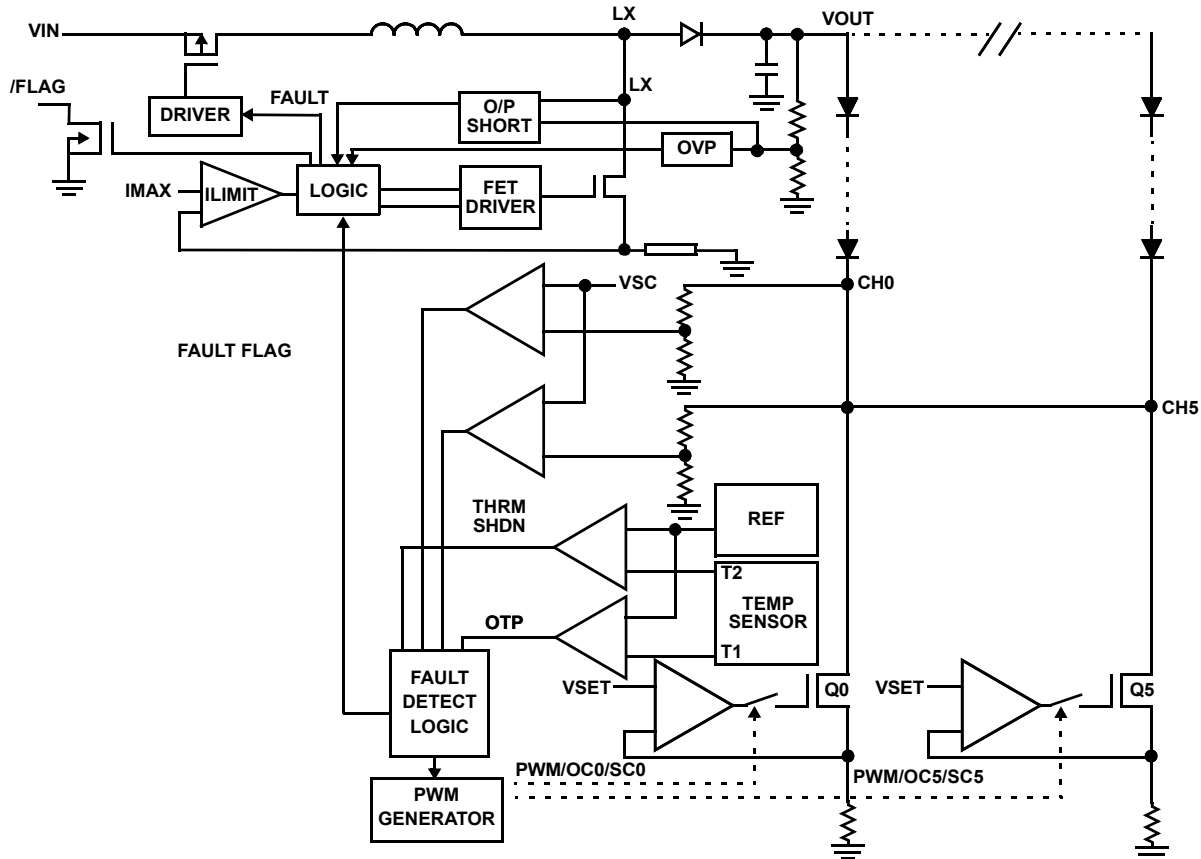 LX
VIN
VOUT
/FLAG
DRIVER
FAULT
O/P
SHORT
LX
OVP
IMAX
ILIMIT
LOGIC
FET
DRIVER
VSC
CH0
FAULT FLAG
CH5
THRM
SHDN
REF
T2
TEMP
SENSOR
T1
OTP
FAULT
DETECT
LOGIC
VSET
Q0
VSET
Q5
PWM/OC0/SC0
PWM/OC5/SC5
PWM
GENERATOR